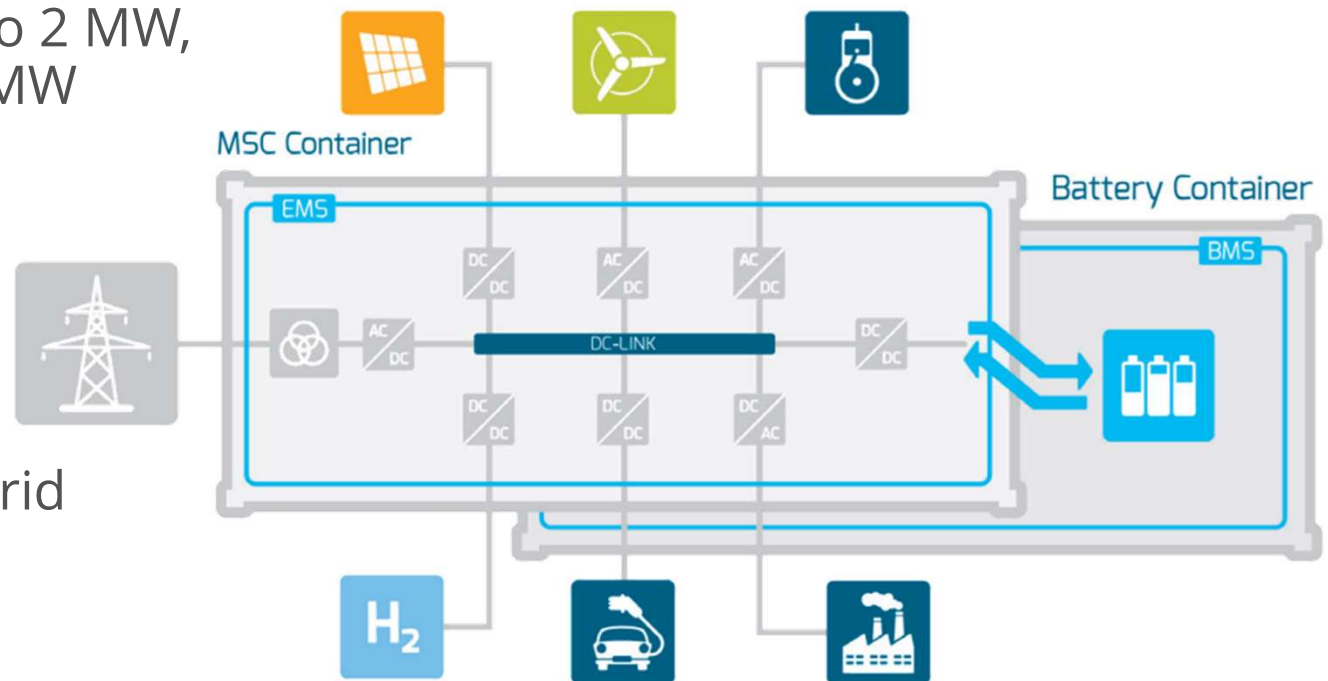 o 2 MW,
MW
MSC Container
Battery Container
EMS
BMS
DC DC
AC DC
AC DC
AC DC
DC-LINK
DC DC
DC DC
DC DC
DC AC
rid
H₂